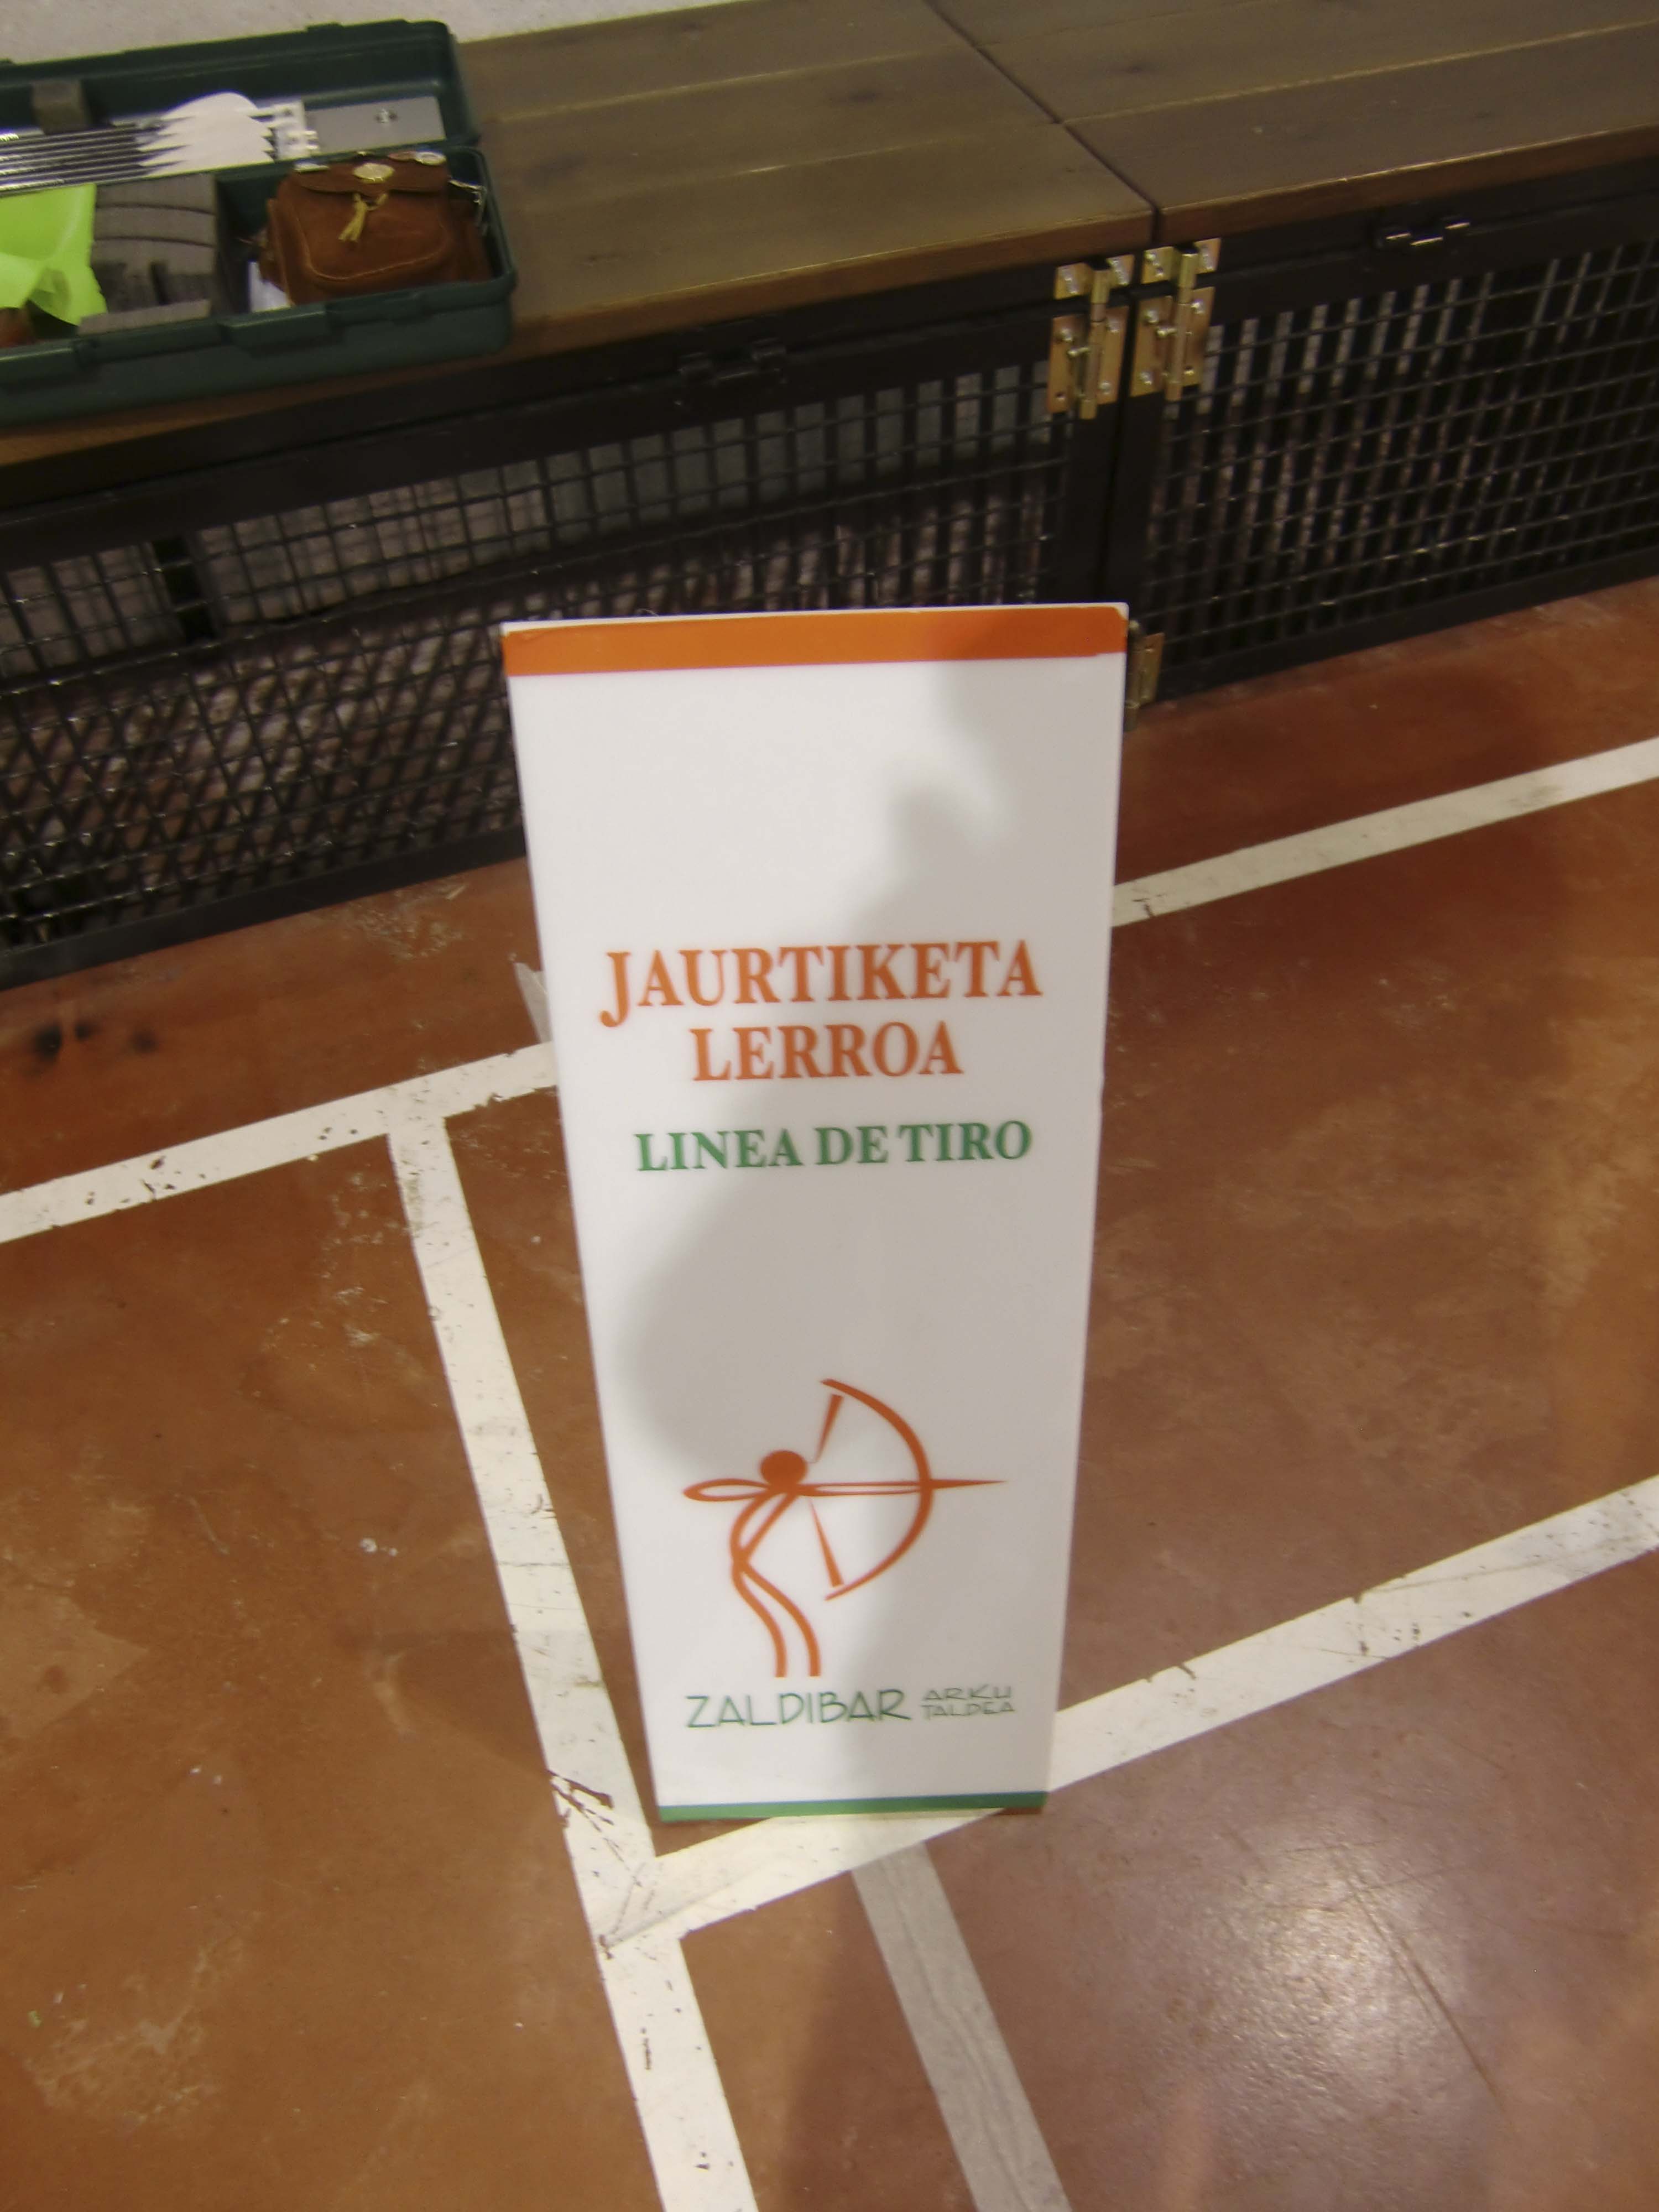 JAURTIKETA
LERROA
LINEA DE TIRO
ZALDIBAR ARKU
TALDEA